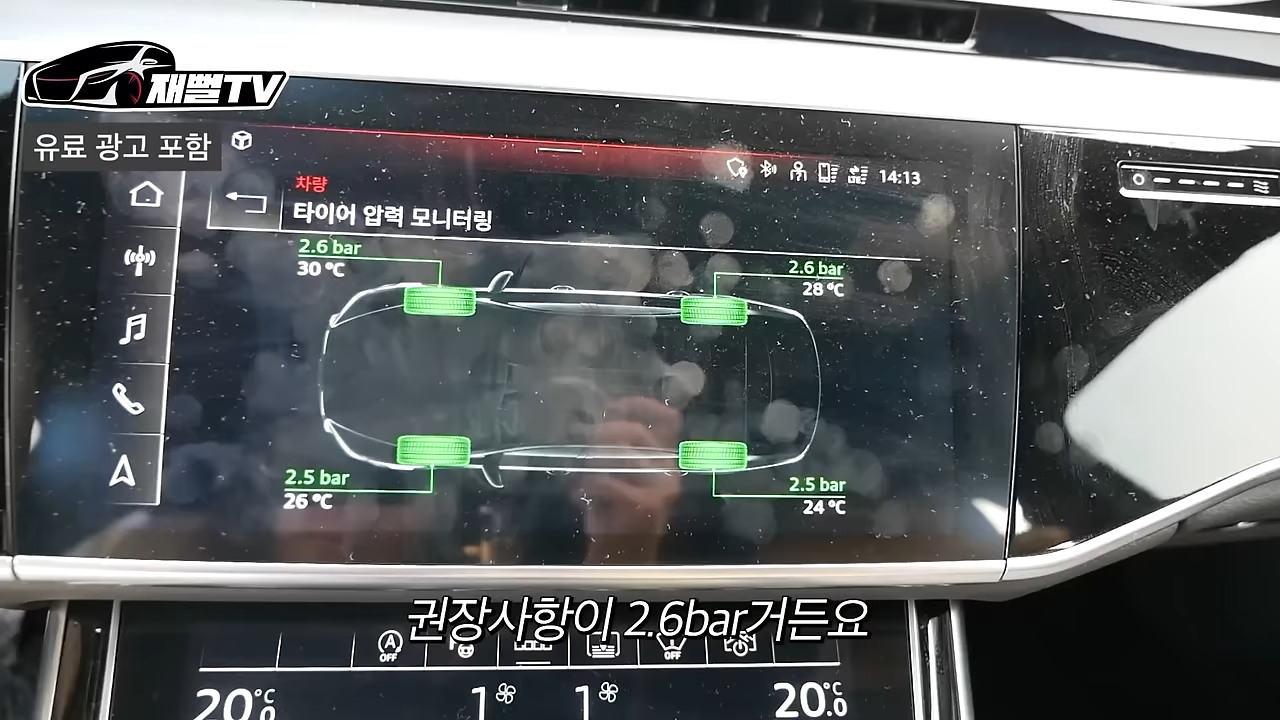 재뻘TV
유료 광고 포함
14:13
차량
타이어 압력 모니터링
2.6 bar
30 °C
2.6 bar
28 °C
2.5 bar
26 °C
2.5 bar
24 °C
권장사항이 2.6bar거든요
A
OFF
OFF
20.0 °C
1
1
20.0 °C